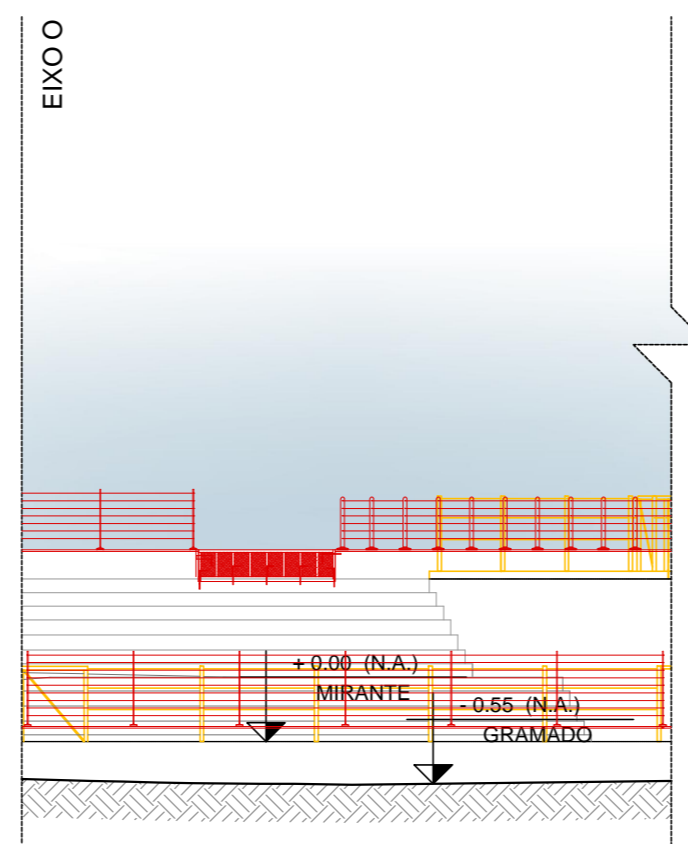 EIXO O
+ 0.00 (N.A.)
MIRANTE
- 0.55 (N.A.)
GRAMADO